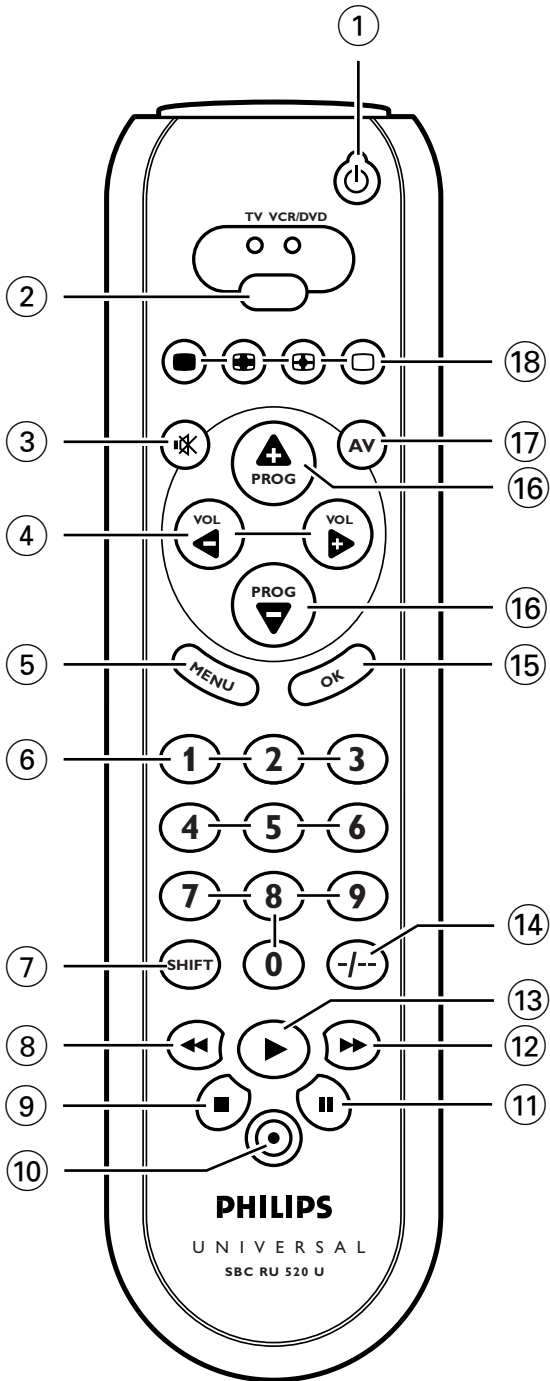 1
TV VCR/DVD
2
18
3
AV
17
PROG
16
4
VOL
VOL
PROG
16
5
MENU
OK
15
6
1
2
3
4
5
6
7
8
9
14
7
SHIFT
0
-/--
13
8
12
9
11
10
PHILIPS
UNIVERSAL
SBC RU 520 U